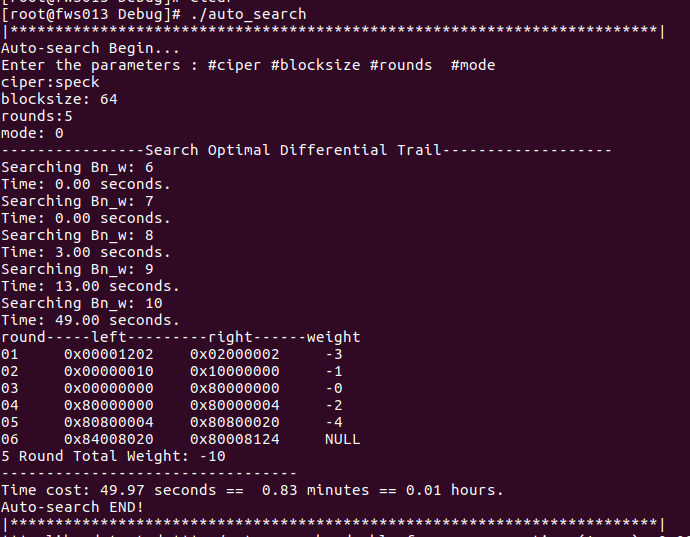 [root@fws013 Debug]# clear
[root@fws013 Debug]# ./auto_search
|************************************************************************|
Auto-search Begin...
Enter the parameters : #ciper #blocksize #rounds  #mode
ciper:speck
blocksize: 64
rounds:5
mode: 0
----------------Search Optimal Differential Trail-------------------
Searching Bn_w: 6
Time: 0.00 seconds.
Searching Bn_w: 7
Time: 0.00 seconds.
Searching Bn_w: 8
Time: 3.00 seconds.
Searching Bn_w: 9
Time: 13.00 seconds.
Searching Bn_w: 10
Time: 49.00 seconds.
round-----left---------right------weight
01     0x00001202    0x02000002     -3
02     0x00000010    0x10000000     -1
03     0x00000000    0x80000000     -0
04     0x80000000    0x80000004     -2
05     0x80800004    0x80800020     -4
06     0x84008020    0x80008124     NULL
5 Round Total Weight: -10
---------------------------------
Time cost: 49.97 seconds ==  0.83 minutes == 0.01 hours.
Auto-search END!
|************************************************************************|